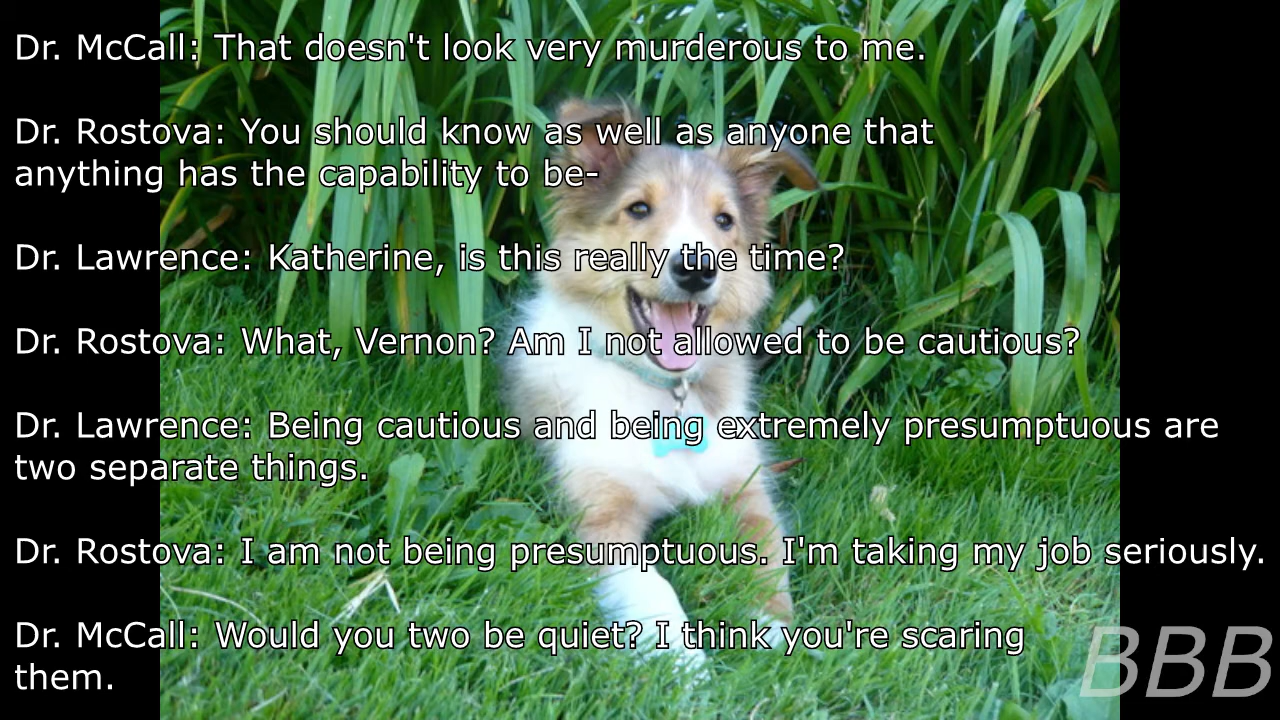 Dr. McCall: That doesn't look very murderous to me.
Dr. Rostova: You should know as well as anyone that
anything has the capability to be-
Dr. Lawrence: Katherine, is this really the time?
Dr. Rostova: What, Vernon? Am I not allowed to be cautious?
Dr. Lawrence: Being cautious and being extremely presumptuous are
two separate things.
Dr. Rostova: I am not being presumptuous. I'm taking my job seriously.
Dr. McCall: Would you two be quiet? I think you're scaring
them.
BBB